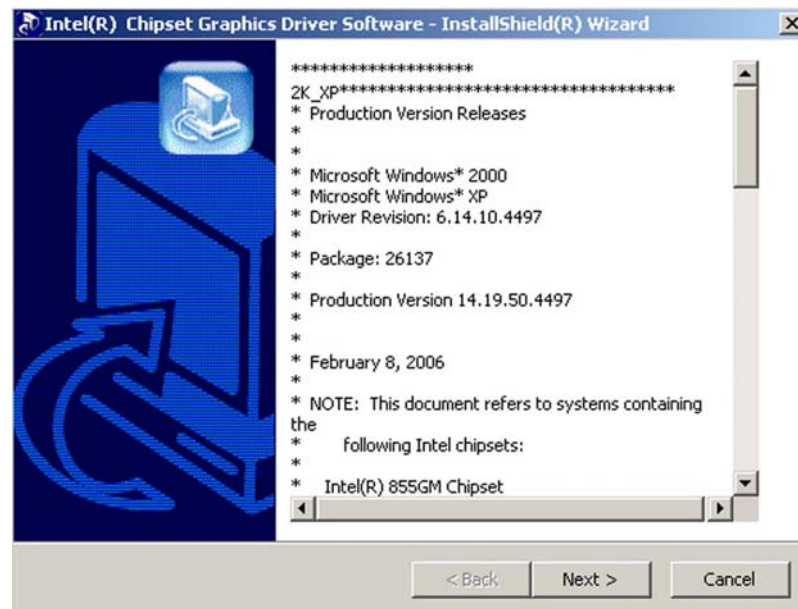 Intel(R) Chipset Graphics Driver Software - InstallShield(R) Wizard
*******************
2K_XP***********************************
* Production Version Releases
*
*
* Microsoft Windows* 2000
* Microsoft Windows* XP
* Driver Revision: 6.14.10.4497
*
* Package: 26137
*
* Production Version 14.19.50.4497
*
*
* February 8, 2006
*
* NOTE: This document refers to systems containing
the
* following Intel chipsets:
*
* Intel(R) 855GM Chipset
< Back
Next >
Cancel